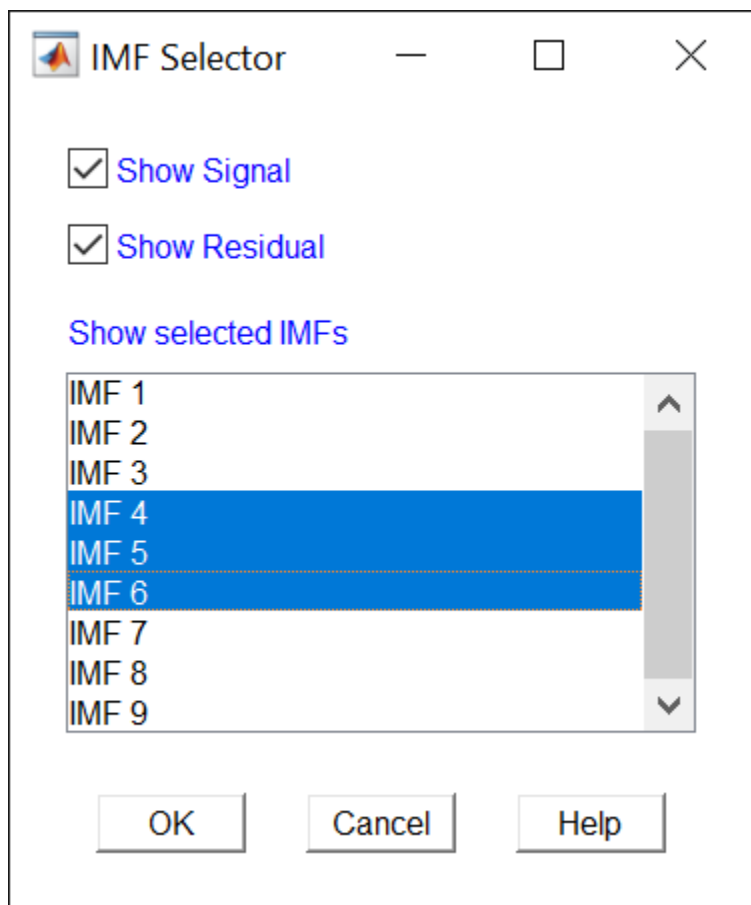 IMF Selector
Show Signal
Show Residual
Show selected IMFs
IMF 1
IMF 2
IMF 3
IMF 4
IMF 5
IMF 6
IMF 7
IMF 8
IMF 9
OK Cancel Help